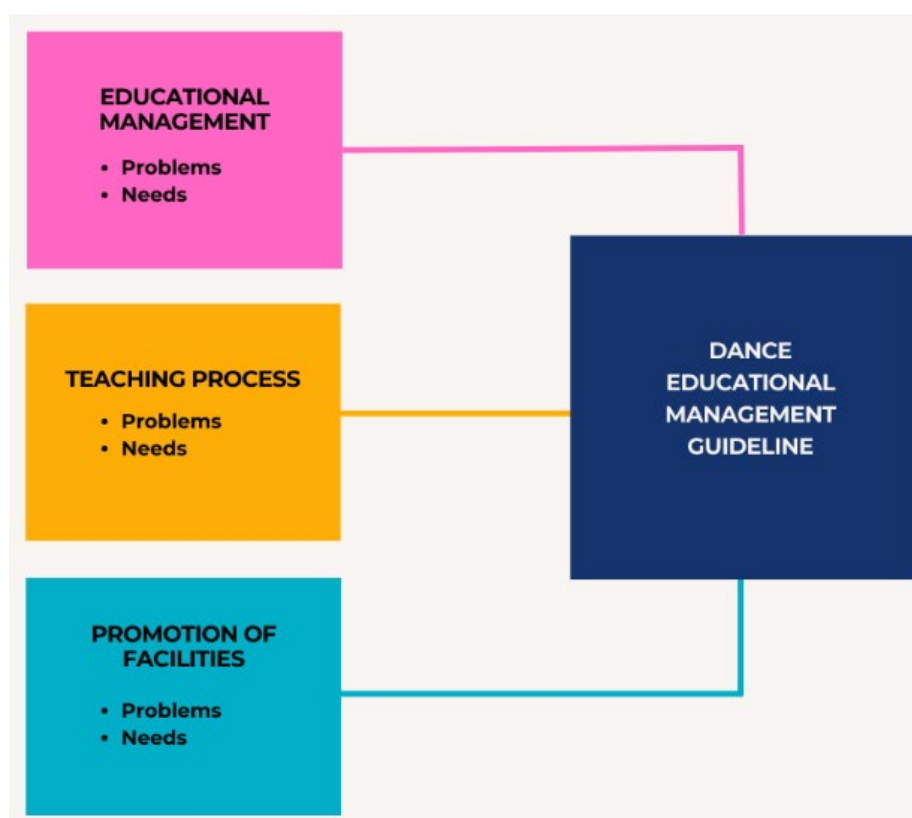 EDUCATIONAL
MANAGEMENT
• Problems
• Needs
TEACHING PROCESS
• Problems
• Needs
PROMOTION OF
FACILITIES
• Problems
• Needs
DANCE
EDUCATIONAL
MANAGEMENT
GUIDELINE